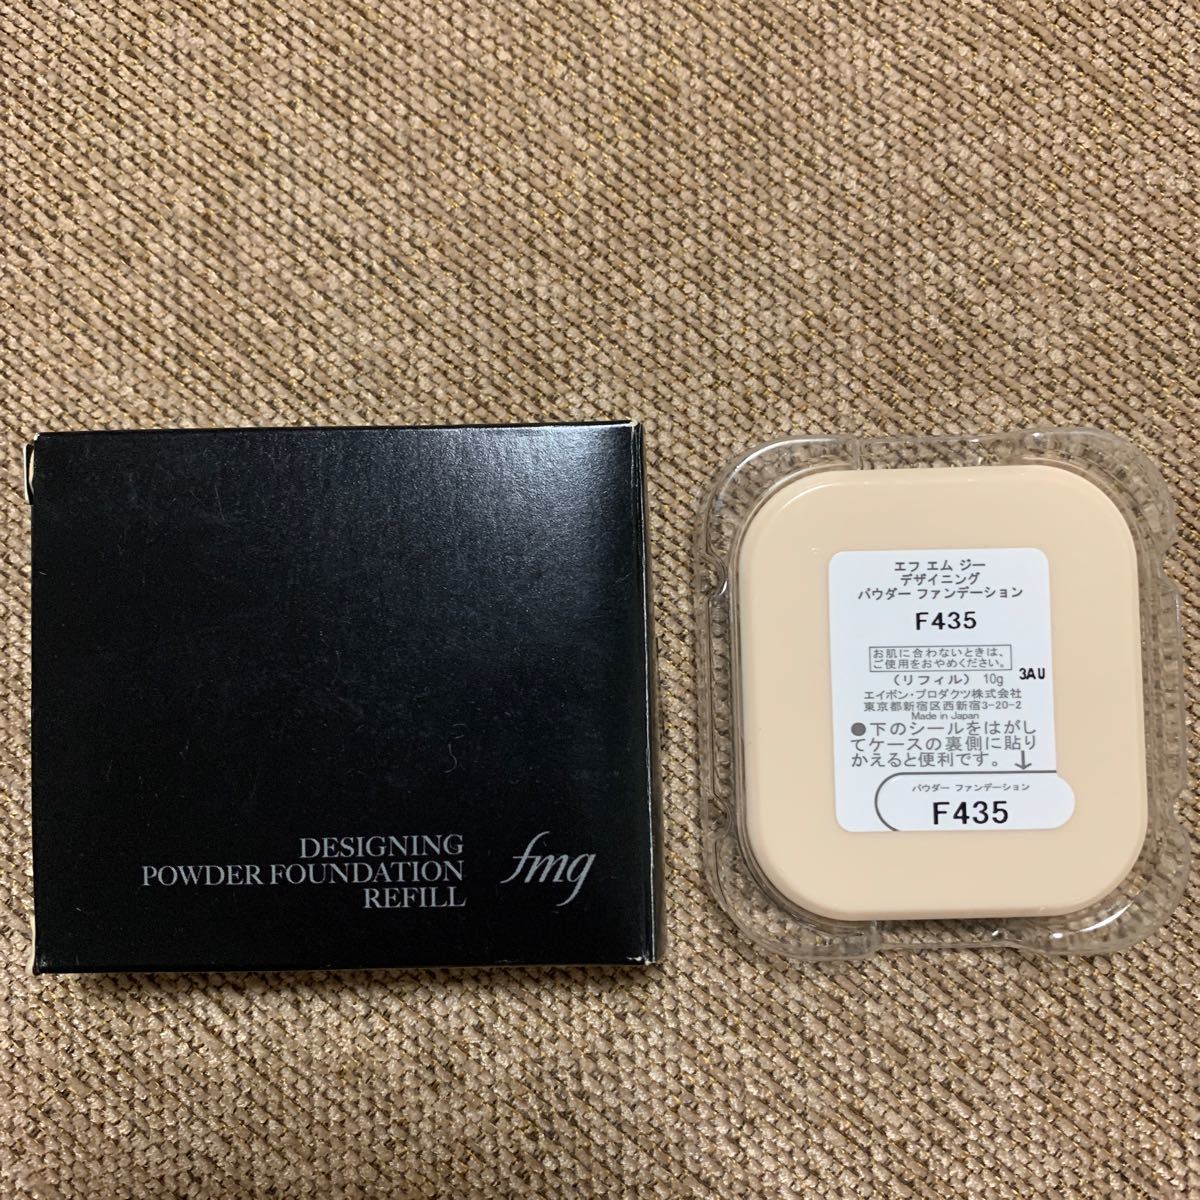 DESIGNING
POWDER FOUNDATION
REFILL
fmg
エフ エム ジー
デザイニング
パウダー ファンデーション
F435
お肌に合わないときは、
ご使用をおやめください。
(リフィル) 10g
3AU
エイボン・プロダクツ株式会社
東京都新宿区西新宿3-20-2
Made in Japan
●下のシールをはがし
てケースの裏側に貼り
かえると便利です。↓
パウダー ファンデーション
F435